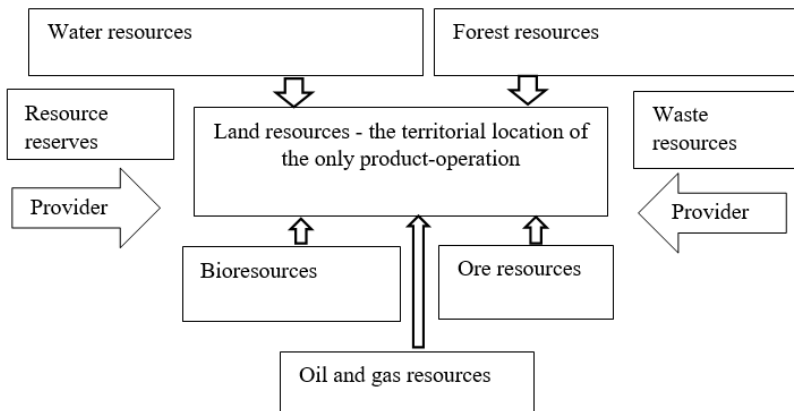 Water resources
Forest resources
Resource
reserves
Land resources - the territorial location of
the only product-operation
Waste
resources
Provider
Provider
Bioresources
Ore resources
Oil and gas resources